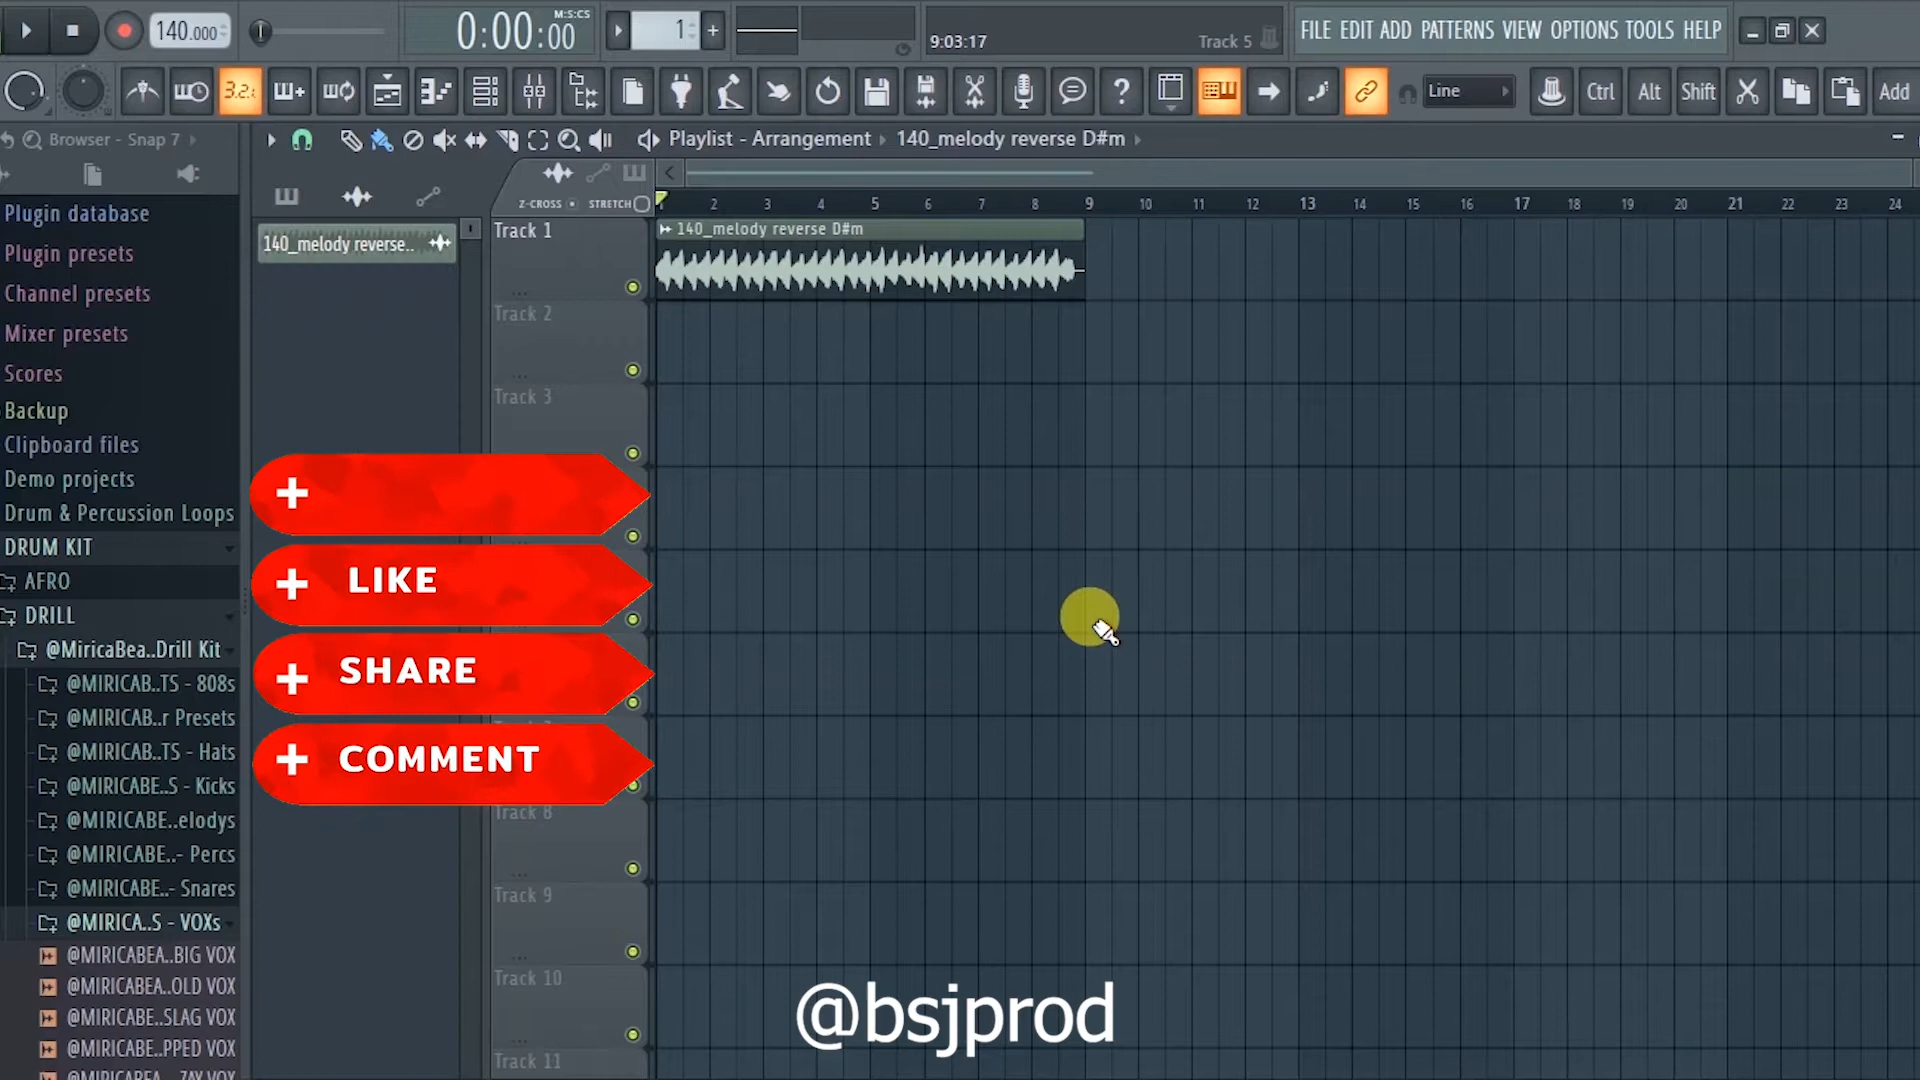 140.000
0:00:00
M:S:CS
1
9:03:17
Track 5
FILE EDIT ADD PATTERNS VIEW OPTIONS TOOLS HELP
3.2.
?
Line
Ctrl
Alt
Shift
Add
Browser - Snap 7
Playlist - Arrangement
140_melody reverse D#m
Z-CROSS
STRETCH
1 2 3 4 5 6 7 8 9 10 11 12 13 14 15 16 17 18 19 20 21 22 23 24
Plugin database
Plugin presets
Channel presets
Mixer presets
Scores
Backup
Clipboard files
Demo projects
Drum & Percussion Loops
DRUM KIT
AFRO
DRILL
@MiricaBea..Drill Kit
@MIRICAB..TS - 808s
@MIRICAB..r Presets
@MIRICAB..TS - Hats
@MIRICABE..S - Kicks
@MIRICABE..elodys
@MIRICABE..- Percs
@MIRICABE..- Snares
@MIRICA..S - VOXs
@MIRICABEA..BIG VOX
@MIRICABEA..OLD VOX
@MIRICABE..SLAG VOX
@MIRICABE..PPED VOX
140_melody reverse..
Track 1
140_melody reverse D#m
Track 2
Track 3
+
+ LIKE
+ SHARE
+ COMMENT
Track 8
Track 9
Track 10
Track 11
@bsjprod